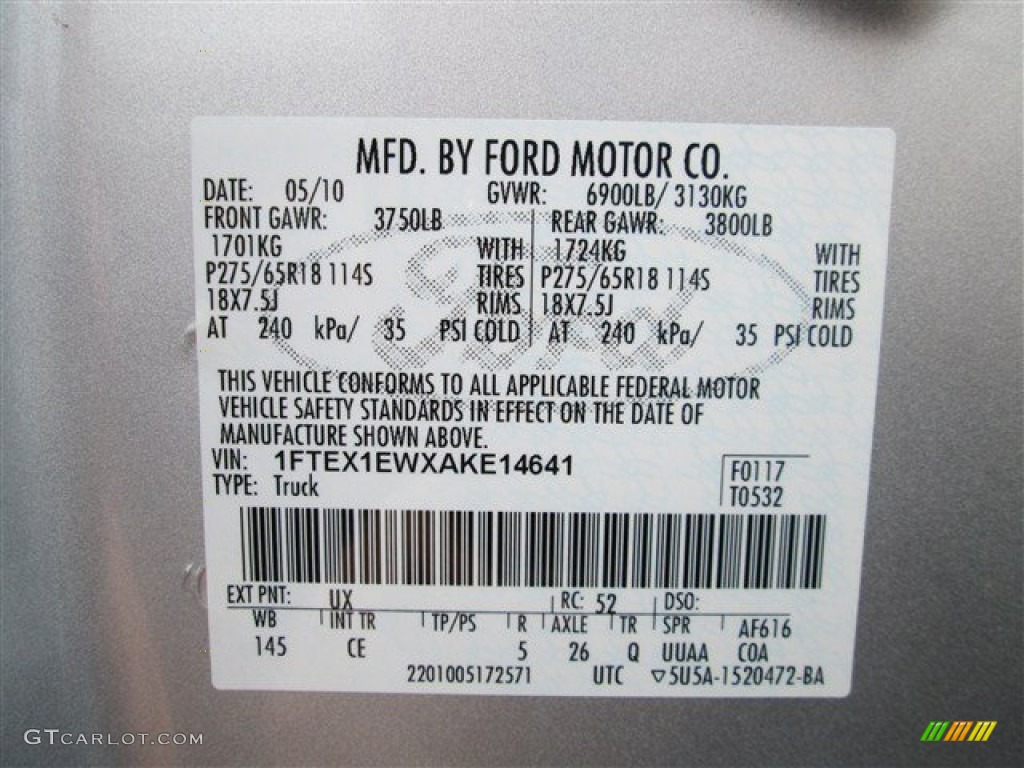 MFD. BY FORD MOTOR CO.
DATE: 05/10 GVWR: 6900LB/ 3130KG
FRONT GAWR: 3750LB REAR GAWR: 3800LB
1701KG WITH 1724KG WITH
P275/65R18 114S TIRES P275/65R18 114S TIRES
18X7.5J RIMS 18X7.5J RIMS
AT 240 kPa/ 35 PSI COLD AT 240 kPa/ 35 PSI COLD
Ford
THIS VEHICLE CONFORMS TO ALL APPLICABLE FEDERAL MOTOR
VEHICLE SAFETY STANDARDS IN EFFECT ON THE DATE OF
MANUFACTURE SHOWN ABOVE.
VIN: 1FTEX1EWXAKE14641
TYPE: Truck
F0117
T0532
EXT PNT: UX RC: 52 DSO:
WB INT TR TP/PS R AXLE TR SPR AF616
145 CE 5 26 Q UUAA COA
2201005172571 UTC ▽5U5A-1520472-BA
GTCARLOT.COM